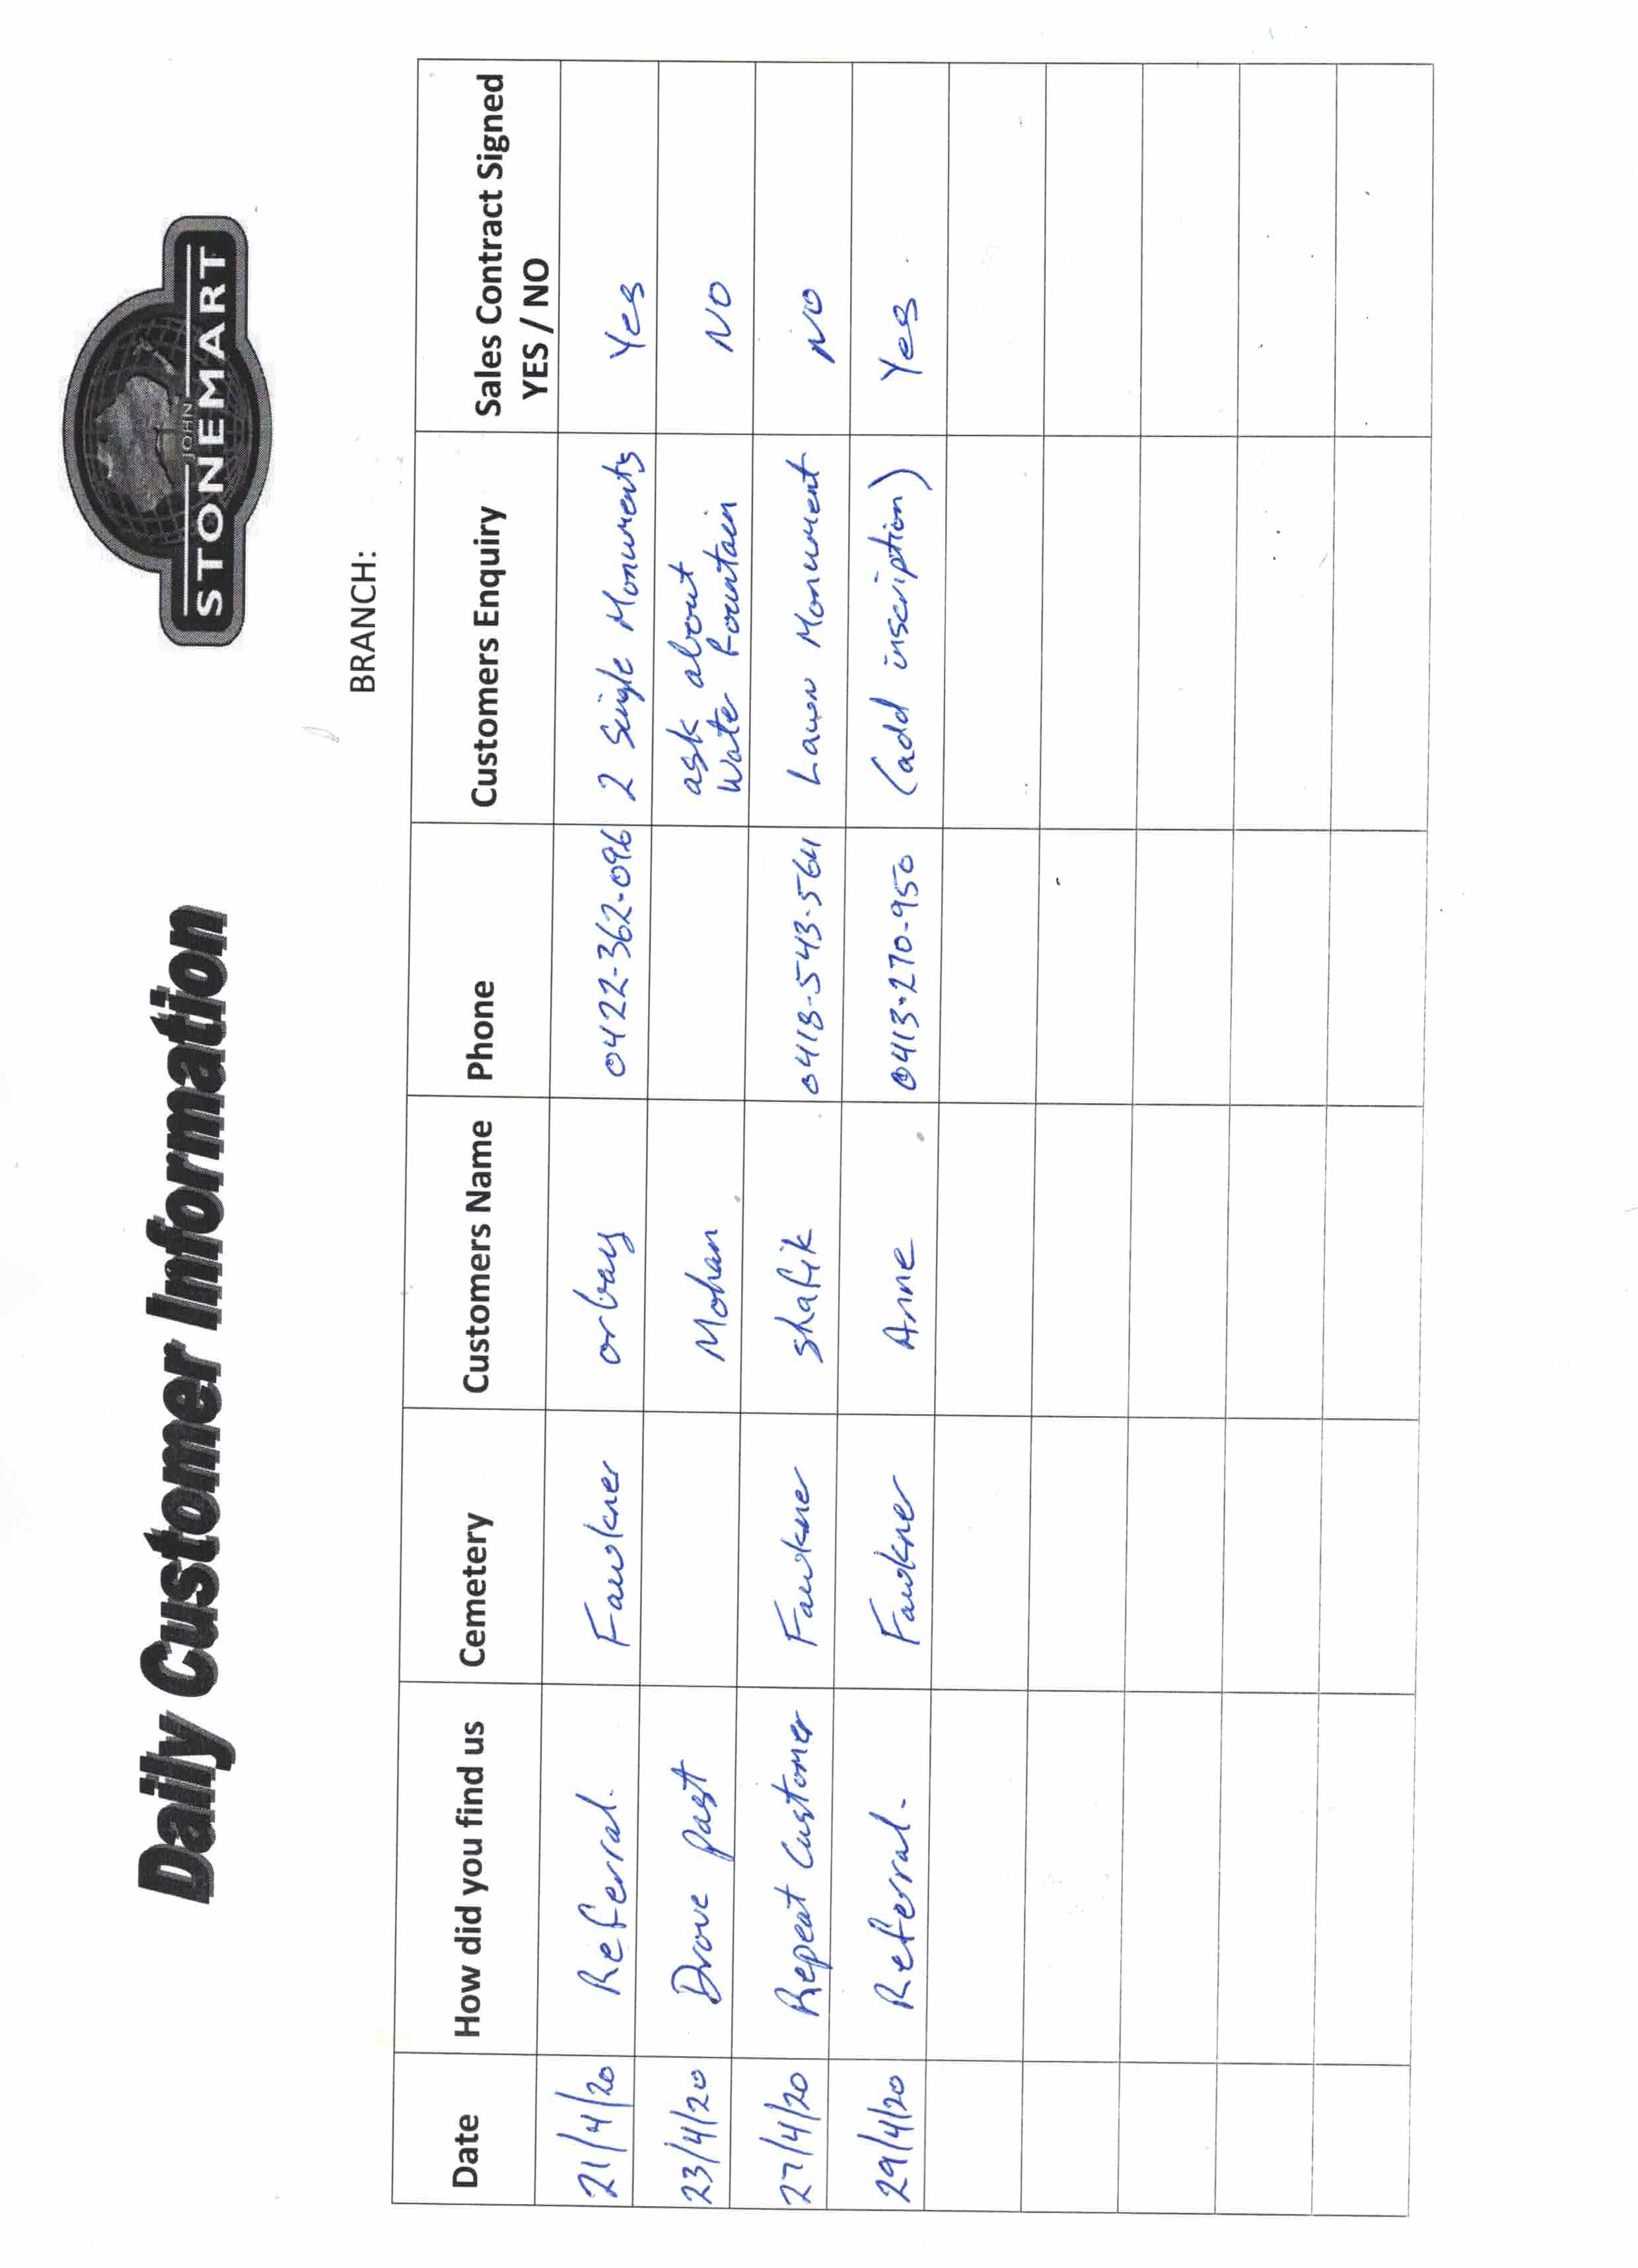 Daily Customer Information
JOHN
STONEMART
BRANCH:
Date How did you find us Cemetery Customers Name Phone Customers Enquiry Sales Contract Signed
YES / NO
21/4/20 Referral. Fawkner orbay 0422-362-096 2 Single Monuments Yes
23/4/20 Drove past Mohan ask about
Water Fountain NO
27/4/20 Repeat Customer Fawkner shafik 0418-543-564 Lawn Monument NO
29/4/20 Referral- Fawkner Anne 0413-270-950 (add inscription) Yes.